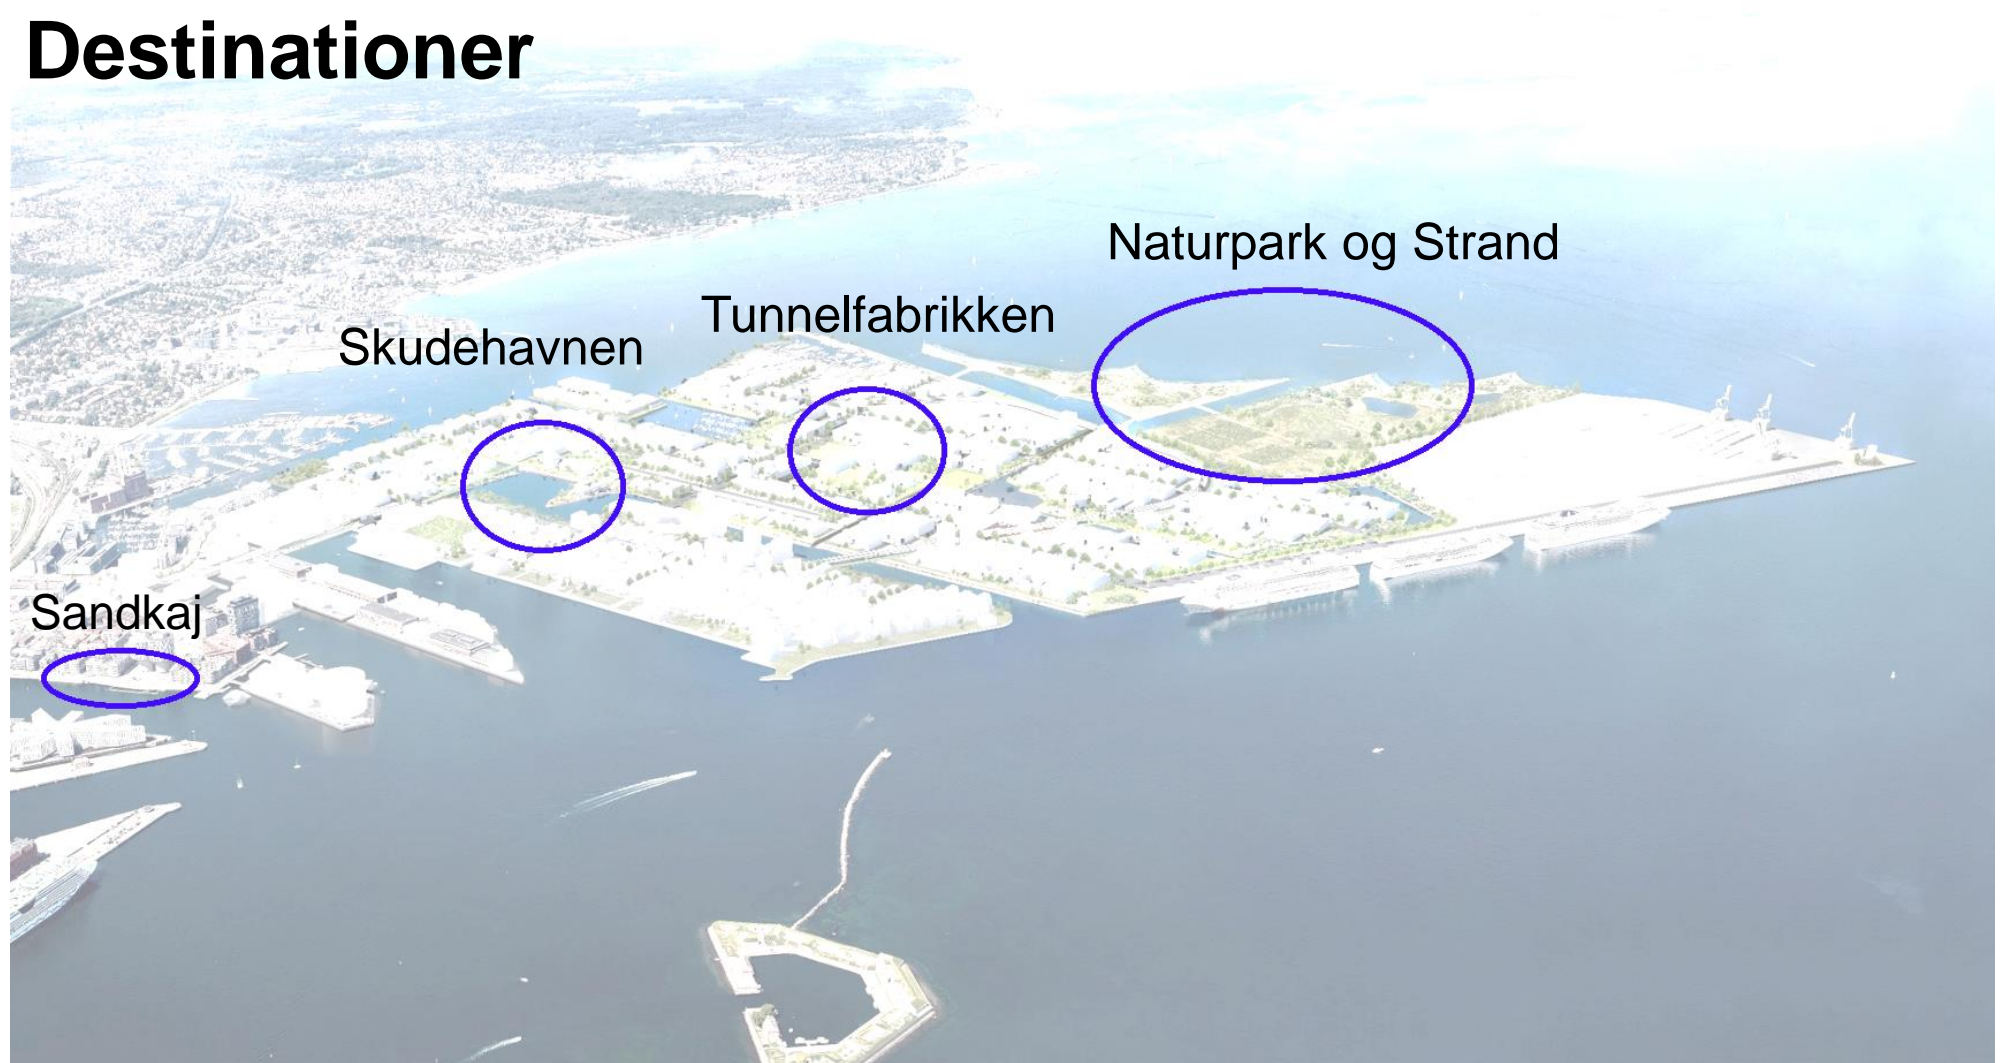 Destinationer
Naturpark og Strand
Tunnelfabrikken
Skudehavnen
Sandkaj